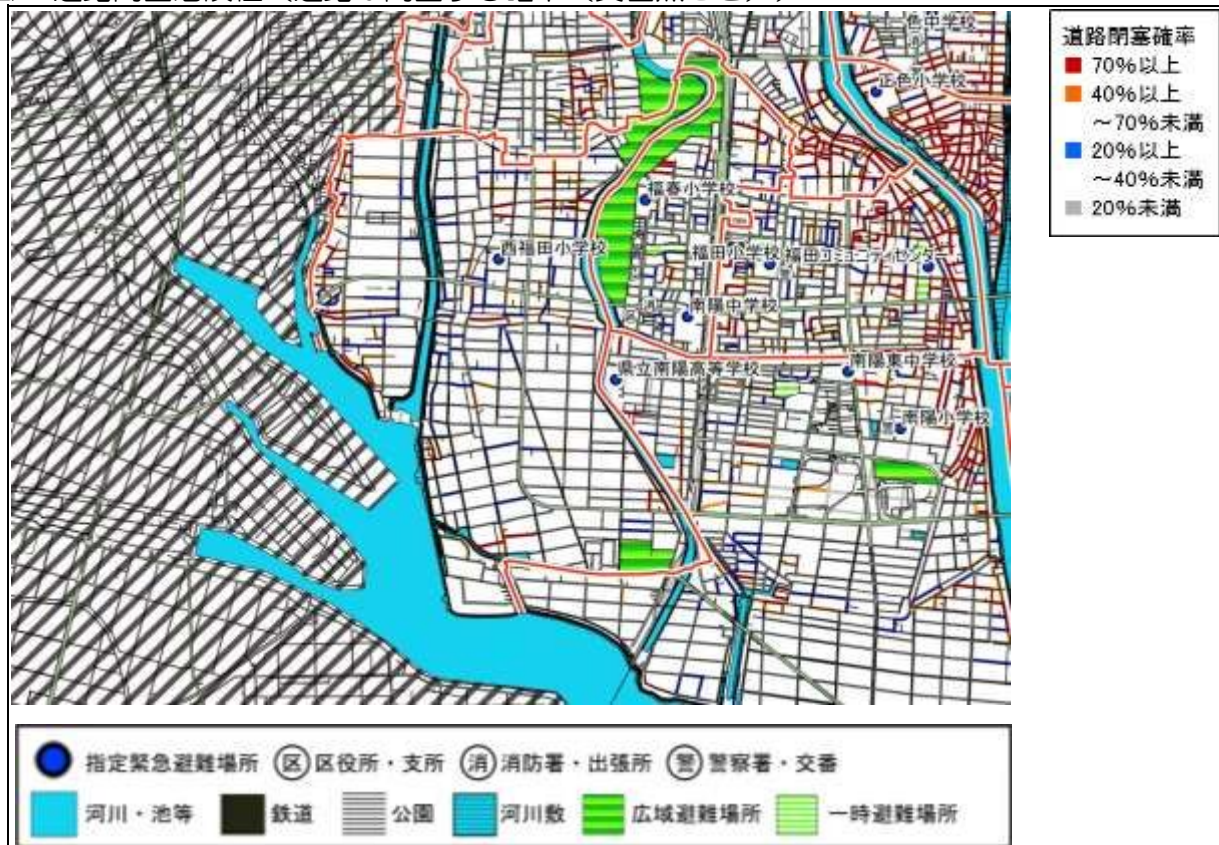 道路閉塞確率
70%以上
40%以上
～70%未満
20%以上
～40%未満
20%未満
正色小学校
福春小学校
西福田小学校
福田小学校
福田コミュニティセンター
南陽中学校
県立南陽高等学校
南陽東中学校
南陽小学校
指定緊急避難場所
区 区役所・支所
消 消防署・出張所
警 警察署・交番
河川・池等
鉄道
公園
河川敷
広域避難場所
一時避難場所